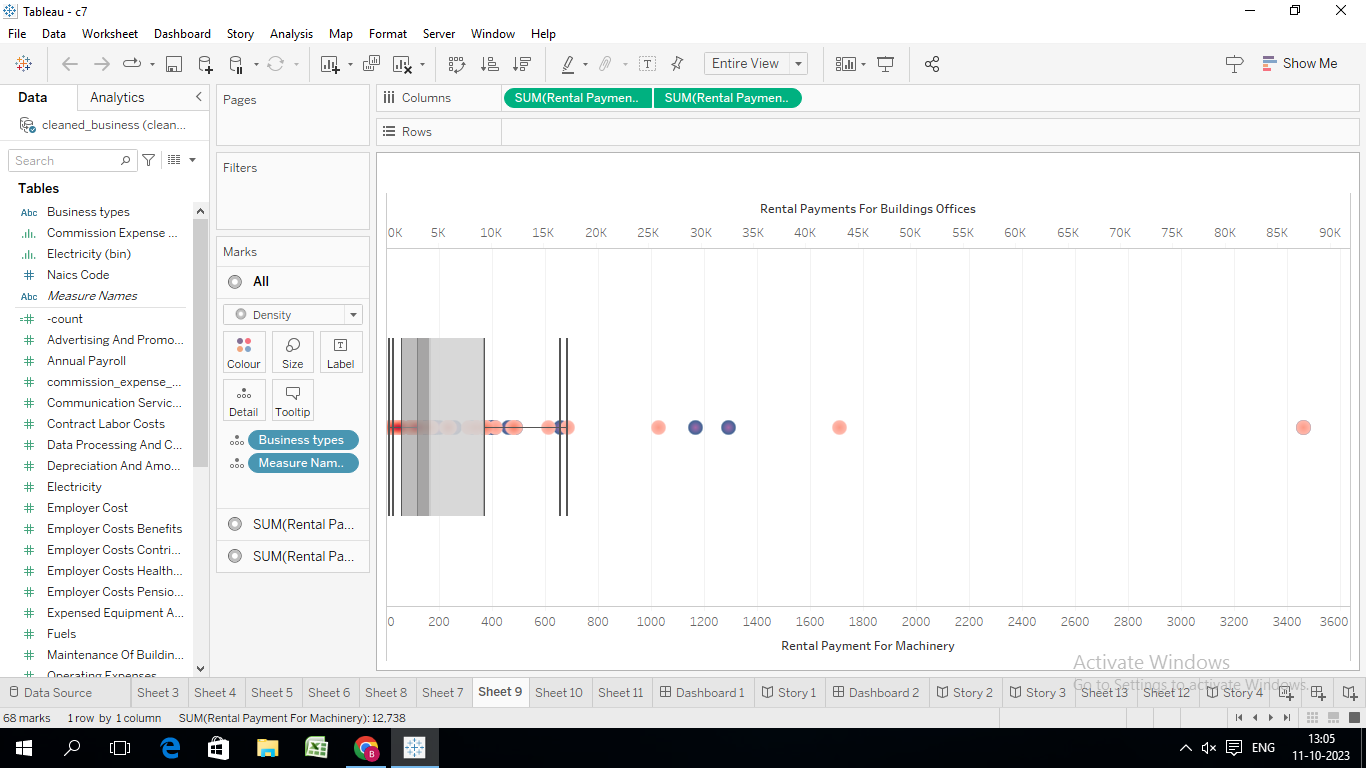 Tableau - c7
File Data Worksheet Dashboard Story Analysis Map Format Server Window Help
Entire View
Show Me
Data Analytics
cleaned_business (clean...
Search
Tables
Abc Business types
Commission Expense ...
Electricity (bin)
# Naics Code
Abc Measure Names
=# -count
# Advertising And Promo...
# Annual Payroll
# commission_expense_...
# Communication Servic...
# Contract Labor Costs
# Data Processing And C...
# Depreciation And Amo...
# Electricity
# Employer Cost
# Employer Costs Benefits
# Employer Costs Contri...
# Employer Costs Health...
# Employer Costs Pensio...
# Expensed Equipment A...
# Fuels
# Maintenance Of Buildin...
# Operating Expenses
Pages
Filters
Marks
All
Density
Colour Size Label
Detail Tooltip
Business types
Measure Nam..
SUM(Rental Pa...
SUM(Rental Pa...
Columns SUM(Rental Paymen.. SUM(Rental Paymen..
Rows
Rental Payments For Buildings Offices
0K 5K 10K 15K 20K 25K 30K 35K 40K 45K 50K 55K 60K 65K 70K 75K 80K 85K 90K
0 200 400 600 800 1000 1200 1400 1600 1800 2000 2200 2400 2600 2800 3000 3200 3400 3600
Rental Payment For Machinery
Activate Windows
Go to Settings to activate Windows.
Data Source Sheet 3 Sheet 4 Sheet 5 Sheet 6 Sheet 8 Sheet 7 Sheet 9 Sheet 10 Sheet 11 Dashboard 1 Story 1 Dashboard 2 Story 2 Story 3 Sheet 13 Sheet 12 Story 4
68 marks 1 row by 1 column SUM(Rental Payment For Machinery): 12.738
B
ENG
13:05
11-10-2023